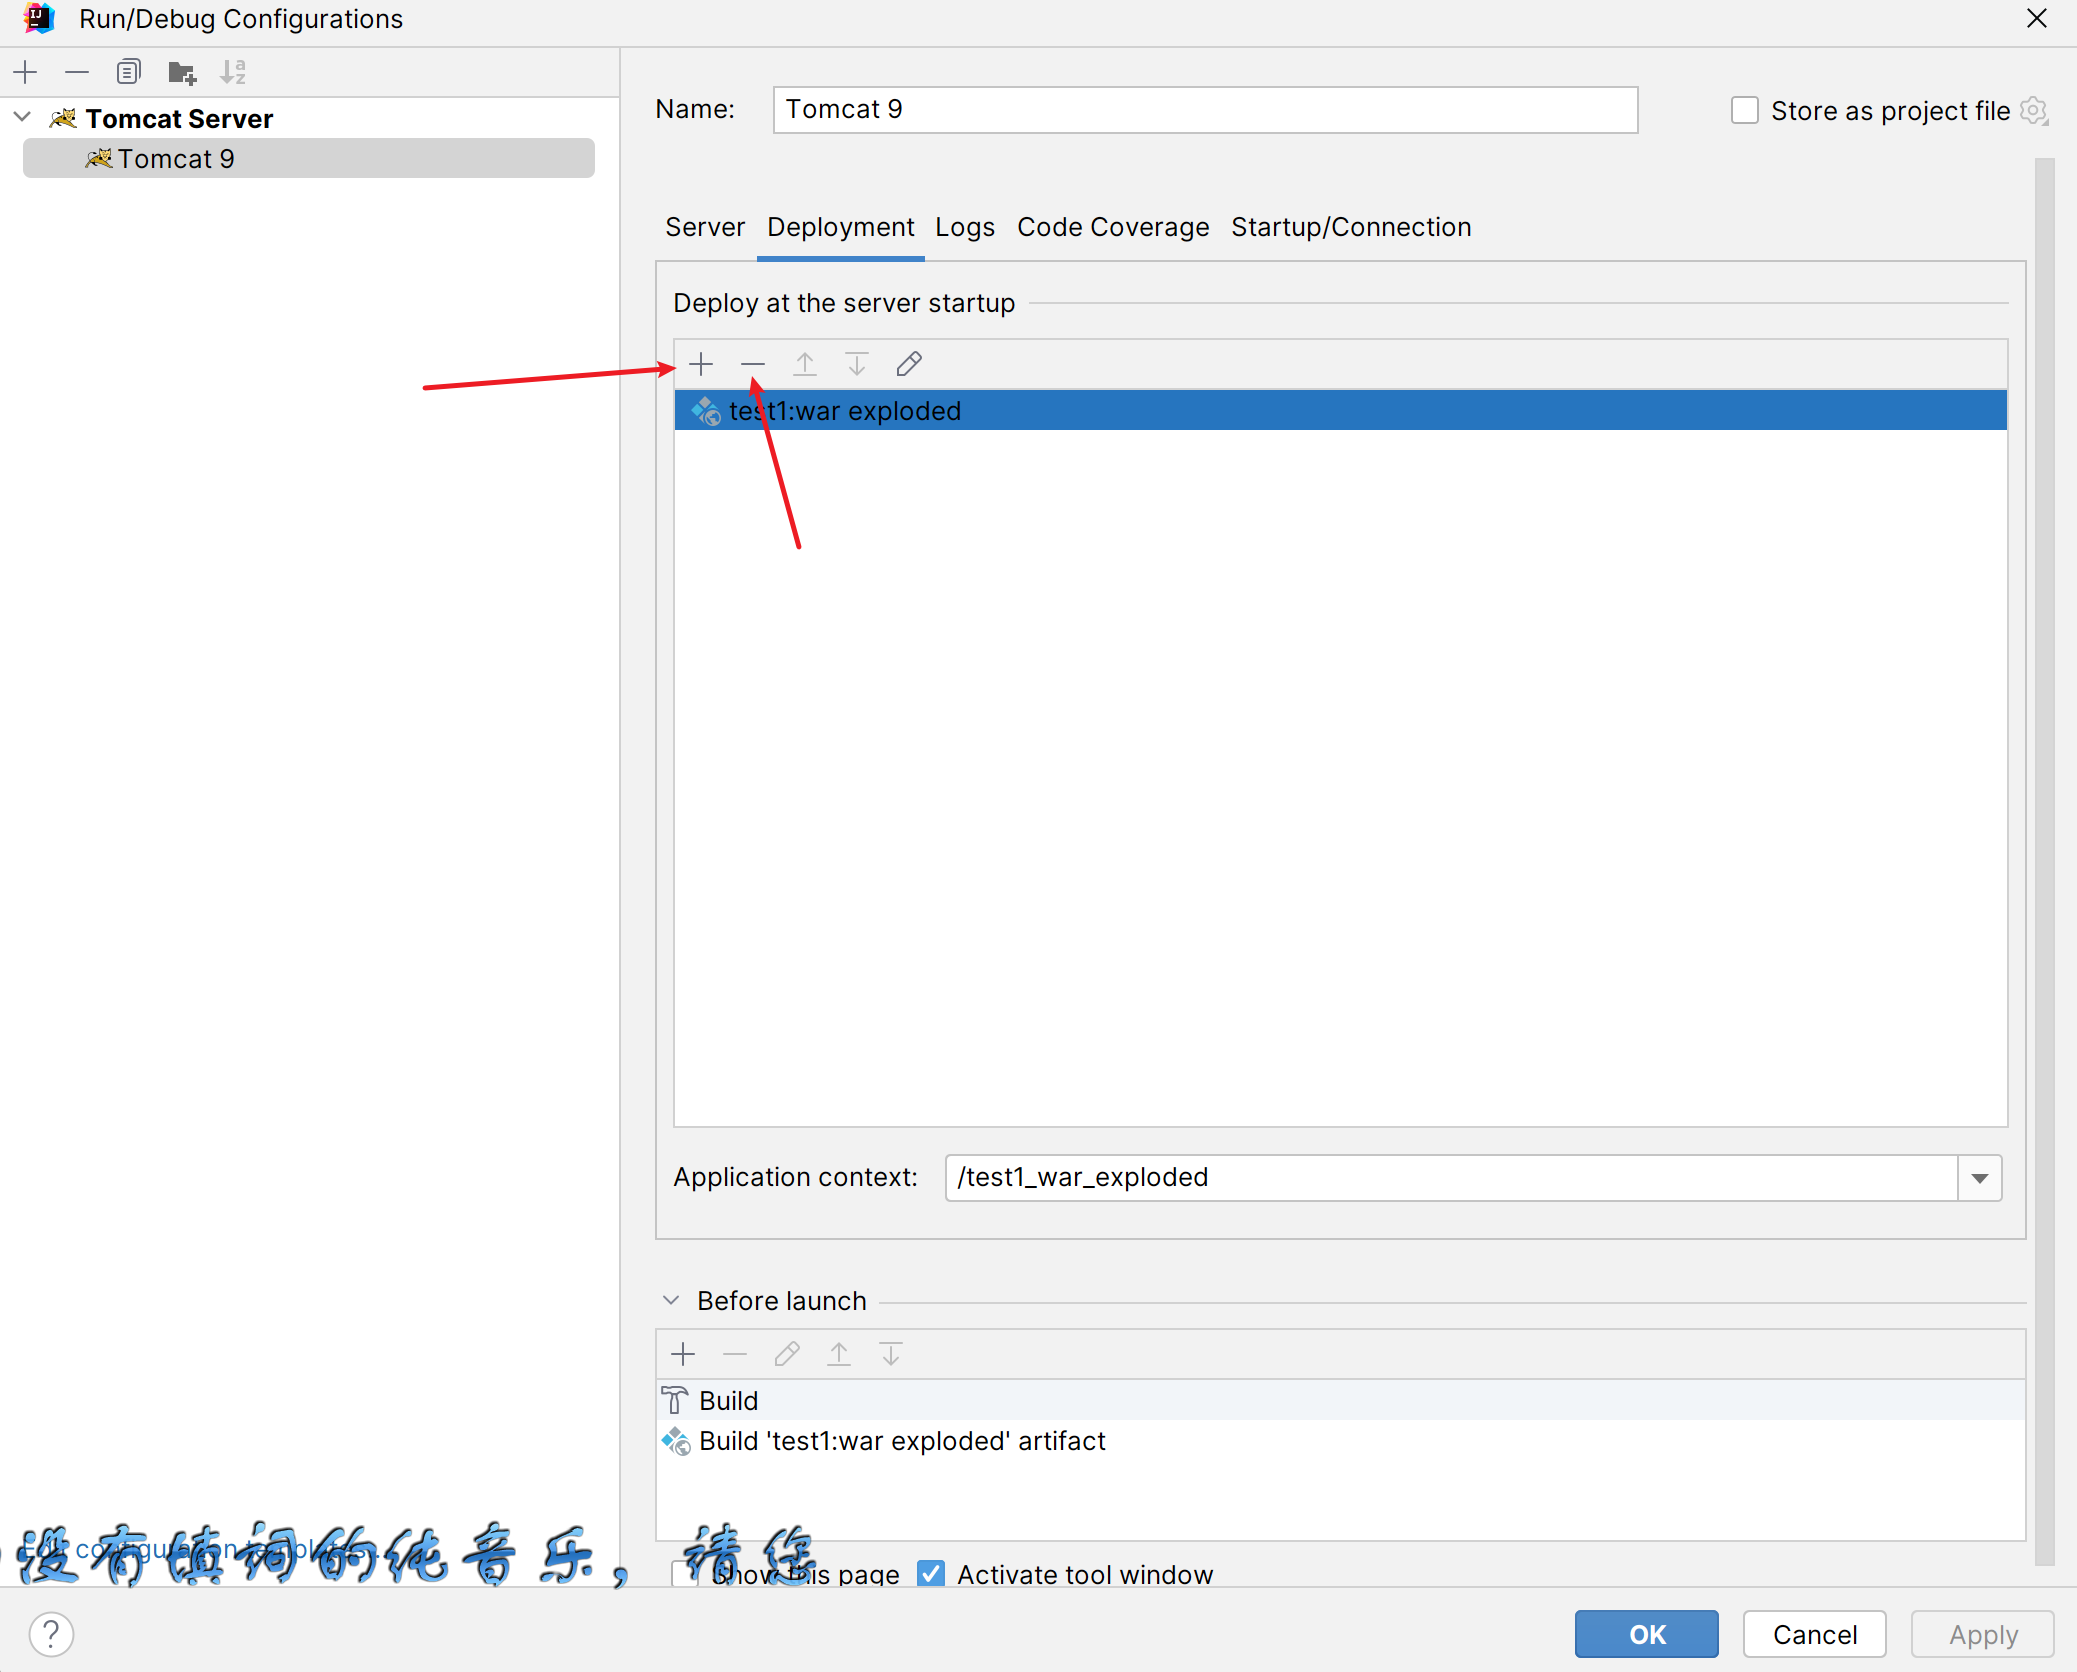 Run/Debug Configurations
Tomcat Server
Tomcat 9
Name:
Tomcat 9
Store as project file
Server
Deployment
Logs
Code Coverage
Startup/Connection
Deploy at the server startup
test1:war exploded
Application context:
/test1_war_exploded
Before launch
Build
Build 'test1:war exploded' artifact
Edit configuration templates...
没有填词的纯音乐，请您
Show this page
Activate tool window
?
OK
Cancel
Apply